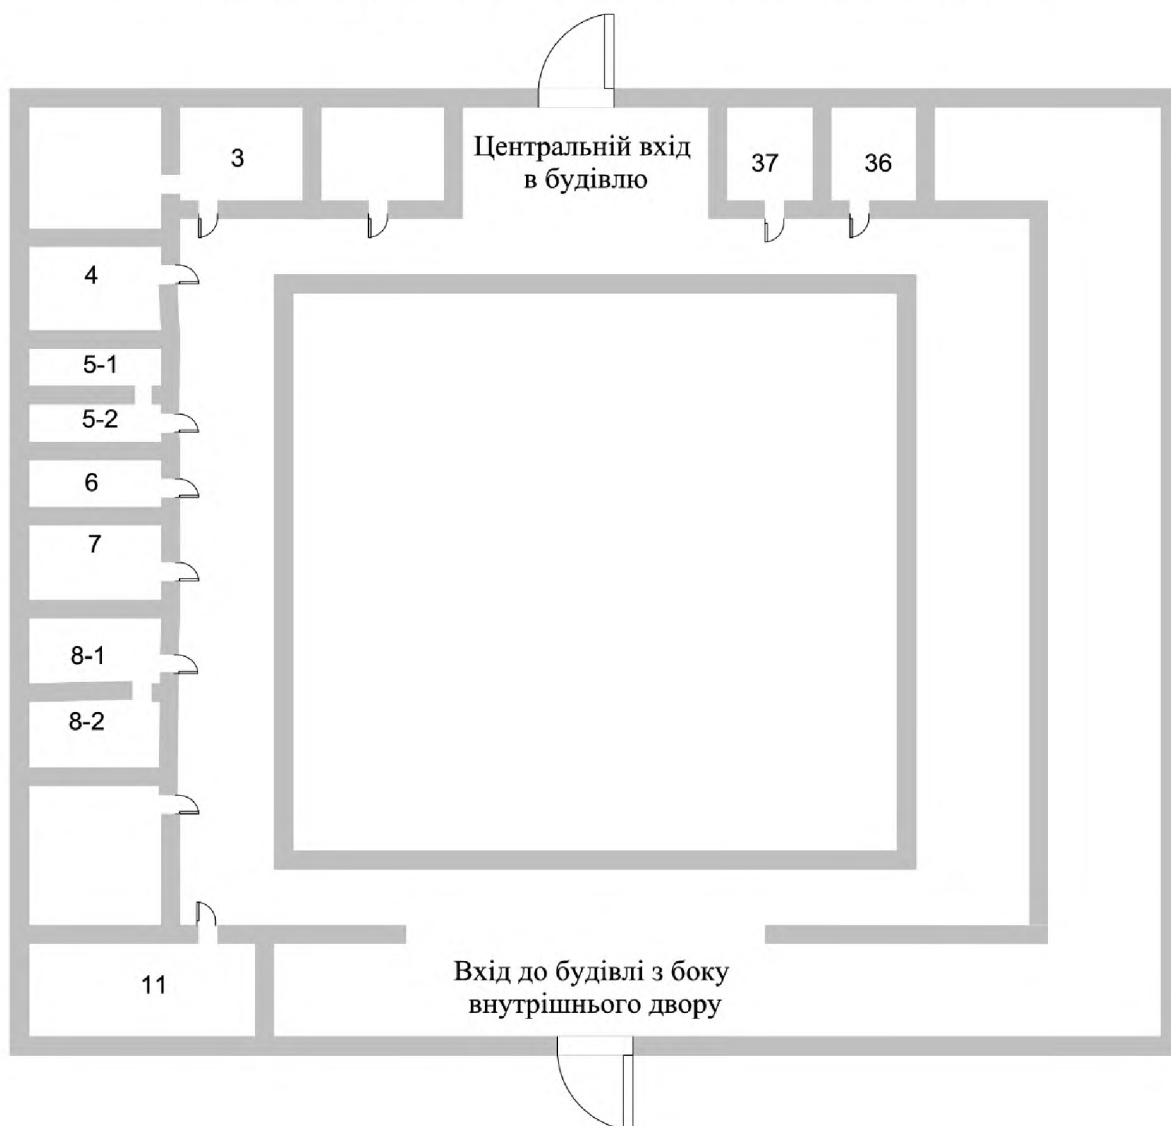 Центральній вхід
в будівлю
3
37
36
4
5-1
5-2
6
7
8-1
8-2
Вхід до будівлі з боку
внутрішнього двору
11